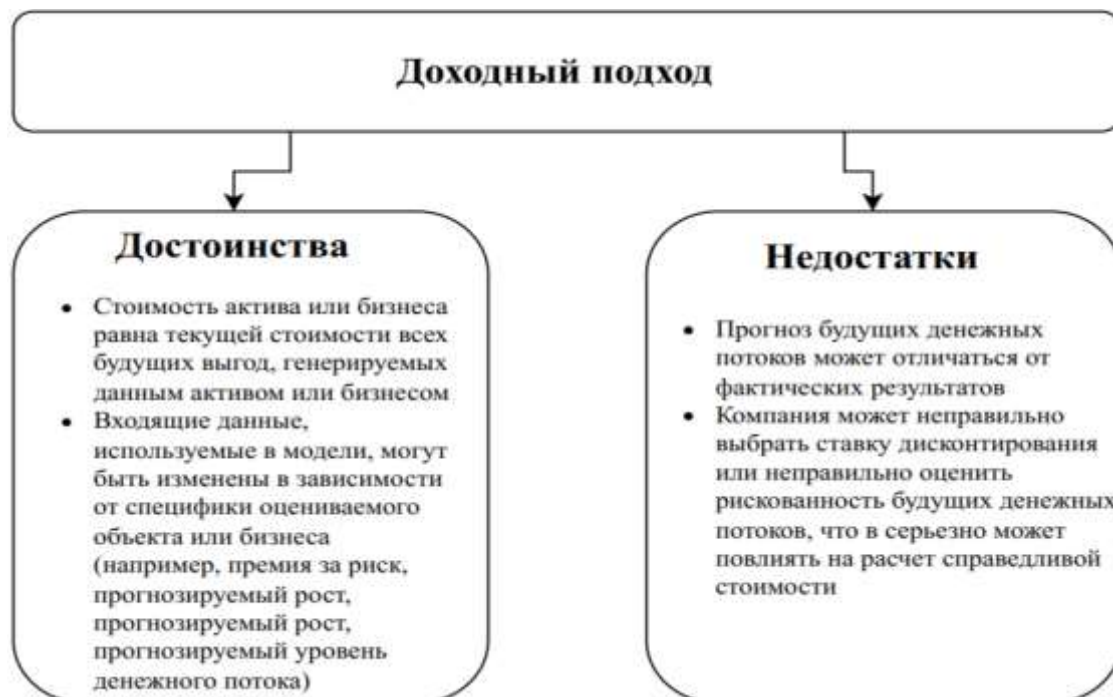 Доходный подход
Достоинства
• Стоимость актива или бизнеса
равна текущей стоимости всех
будущих выгод, генерируемых
данным активом или бизнесом
• Входящие данные,
используемые в модели, могут
быть изменены в зависимости
от специфики оцениваемого
объекта или бизнеса
(например, премия за риск,
прогнозируемый рост,
прогнозируемый рост,
прогнозируемый уровень
денежного потока)
Недостатки
• Прогноз будущих денежных
потоков может отличаться от
фактических результатов
• Компания может неправильно
выбрать ставку дисконтирования
или неправильно оценить
рискованность будущих денежных
потоков, что в серьезно может
повлиять на расчет справедливой
стоимости